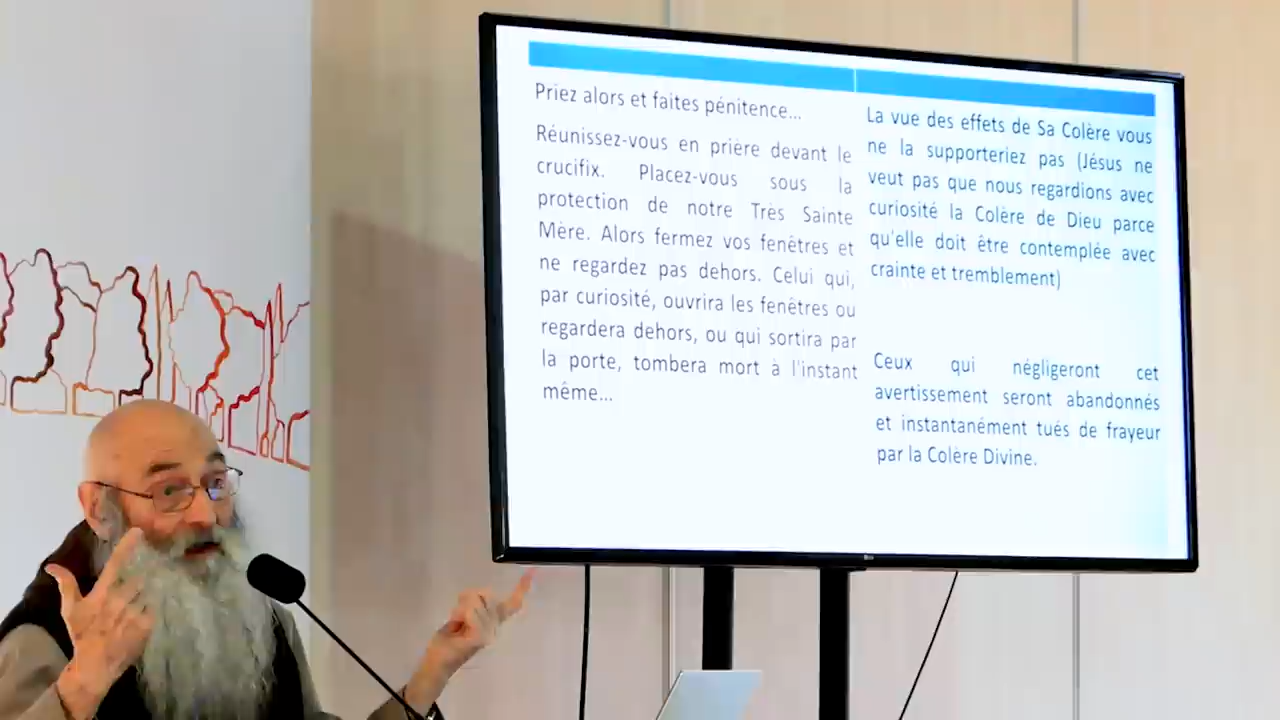 Priez alors et faites pénitence...
Réunissez-vous en prière devant le
crucifix. Placez-vous sous la
protection de notre Très Sainte
Mère. Alors fermez vos fenêtres et
ne regardez pas dehors. Celui qui,
par curiosité, ouvrira les fenêtres ou
regardera dehors, ou qui sortira par
la porte, tombera mort à l'instant
même...
La vue des effets de Sa Colère vous
ne la supporteriez pas (Jésus ne
veut pas que nous regardions avec
curiosité la Colère de Dieu parce
qu'elle doit être contemplée avec
crainte et tremblement)
Ceux qui négligeront cet
avertissement seront abandonnés
et instantanément tués de frayeur
par la Colère Divine.